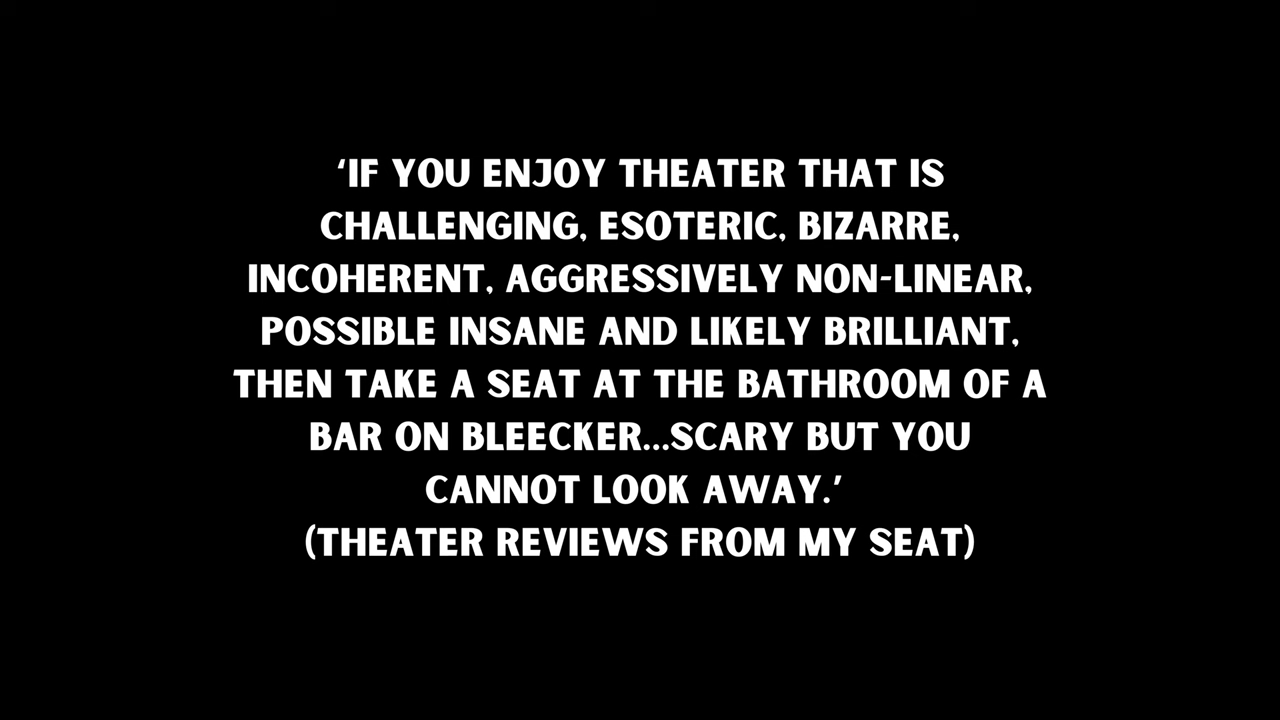 ‘IF YOU ENJOY THEATER THAT IS
CHALLENGING, ESOTERIC, BIZARRE,
INCOHERENT, AGGRESSIVELY NON-LINEAR,
POSSIBLE INSANE AND LIKELY BRILLIANT,
THEN TAKE A SEAT AT THE BATHROOM OF A
BAR ON BLEECKER...SCARY BUT YOU
CANNOT LOOK AWAY.’
(THEATER REVIEWS FROM MY SEAT)